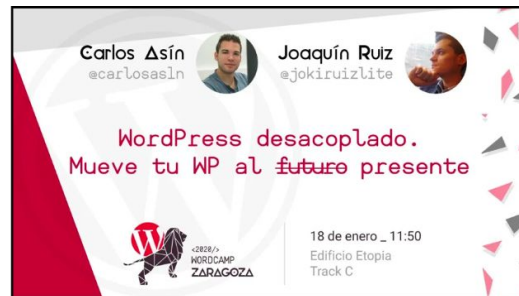 Carlos Asín
@carlosasln
Joaquín Ruiz
@jokiruizlite
WordPress desacoplado.
Mueve tu WP al futuro presente
<2020/>
WORDCAMP
ZARAGOZA
18 de enero _ 11:50
Edificio Etopia
Track C